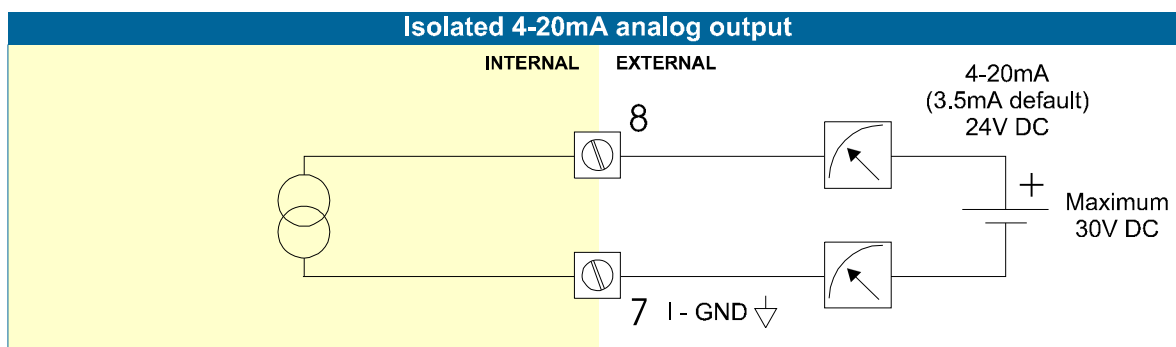 Isolated 4-20mA analog output
INTERNAL EXTERNAL
4-20mA
(3.5mA default)
24V DC
8
+
Maximum
30V DC
7 I - GND